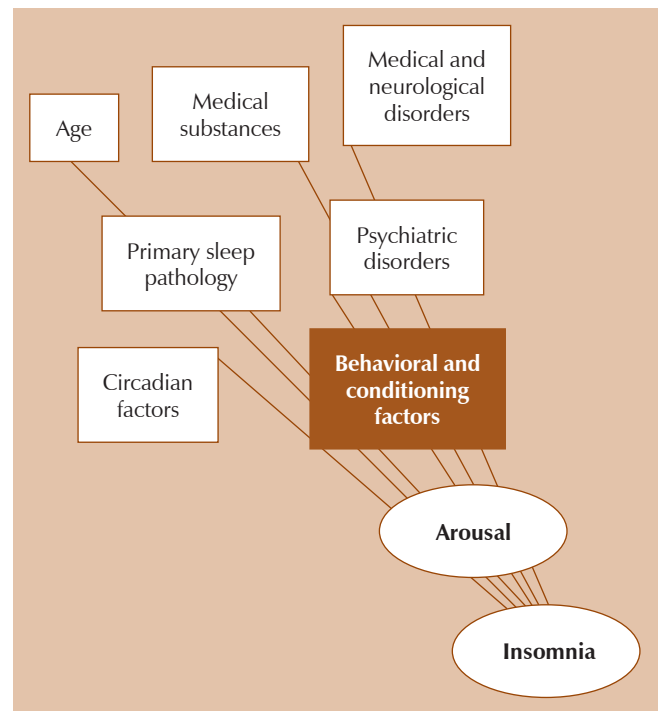 Medical and
neurological
disorders
Medical
substances
Age
Psychiatric
disorders
Primary sleep
pathology
Behavioral and
conditioning
factors
Circadian
factors
Arousal
Insomnia